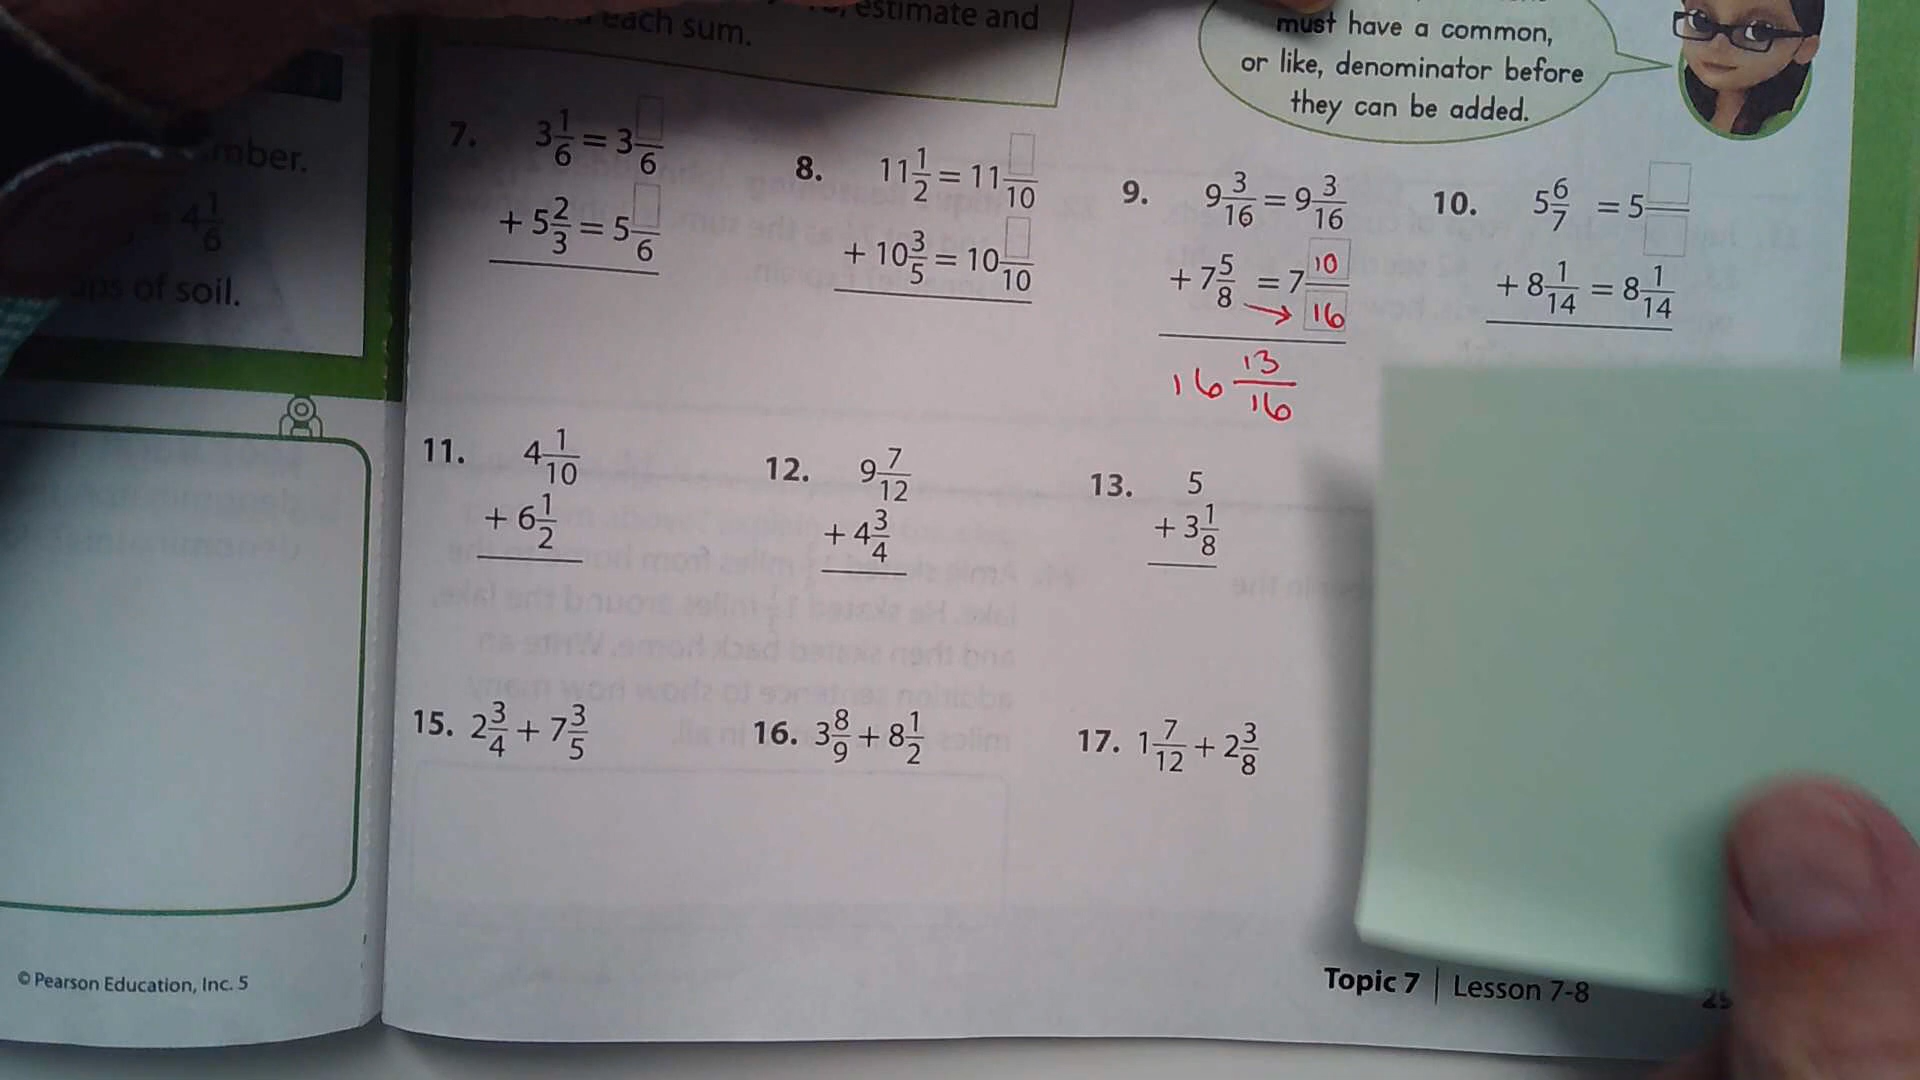 estimate and
each sum.
must have a common,
or like, denominator before
they can be added.
4 1/6
of soil.
7. 3 1/6 = 3 □/6
+ 5 2/3 = 5 □/6
8. 11 1/2 = 11 □/10
+ 10 3/5 = 10 □/10
9. 9 3/16 = 9 3/16
+ 7 5/8 = 7 10/16
16 13/16
10. 5 6/7 = 5 □/□
+ 8 1/14 = 8 1/14
11. 4 1/10
+ 6 1/2
12. 9 7/12
+ 4 3/4
13. 5
+ 3 1/8
15. 2 3/4 + 7 3/5
16. 3 8/9 + 8 1/2
17. 1 7/12 + 2 3/8
© Pearson Education, Inc. 5
Topic 7 | Lesson 7-8